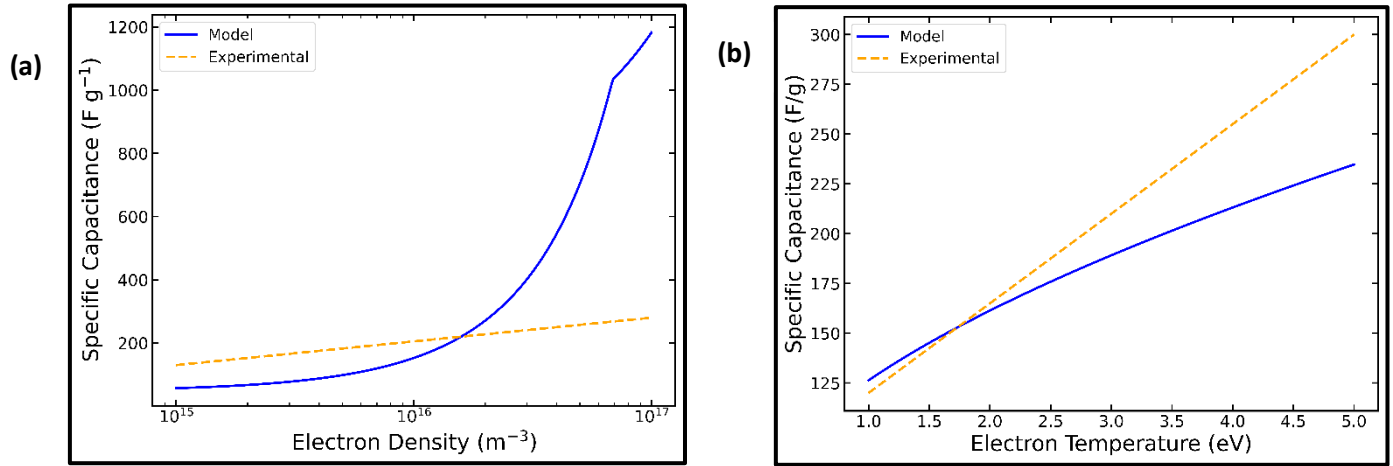 (a)
Specific Capacitance (F g⁻¹)
1200
1000
800
600
400
200
Model
Experimental
10¹⁵
10¹⁶
10¹⁷
Electron Density (m⁻³)
(b)
Specific Capacitance (F/g)
300
275
250
225
200
175
150
125
Model
Experimental
1.0 1.5 2.0 2.5 3.0 3.5 4.0 4.5 5.0
Electron Temperature (eV)